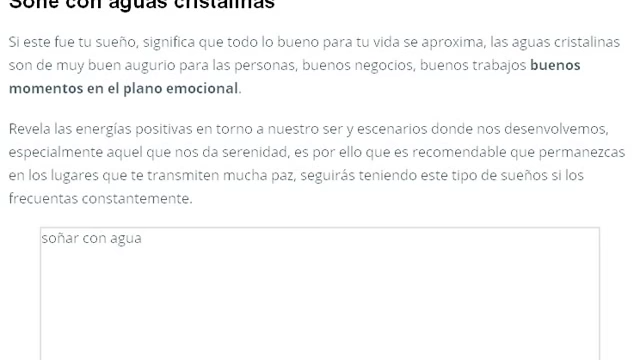 Soñé con aguas cristalinas
Si este fue tu sueño, significa que todo lo bueno para tu vida se aproxima, las aguas cristalinas
son de muy buen augurio para las personas, buenos negocios, buenos trabajos buenos
momentos en el plano emocional.
Revela las energías positivas en torno a nuestro ser y escenarios donde nos desenvolvemos,
especialmente aquel que nos da serenidad, es por ello que es recomendable que permanezcas
en los lugares que te transmiten mucha paz, seguirás teniendo este tipo de sueños si los
frecuentas constantemente.
soñar con agua